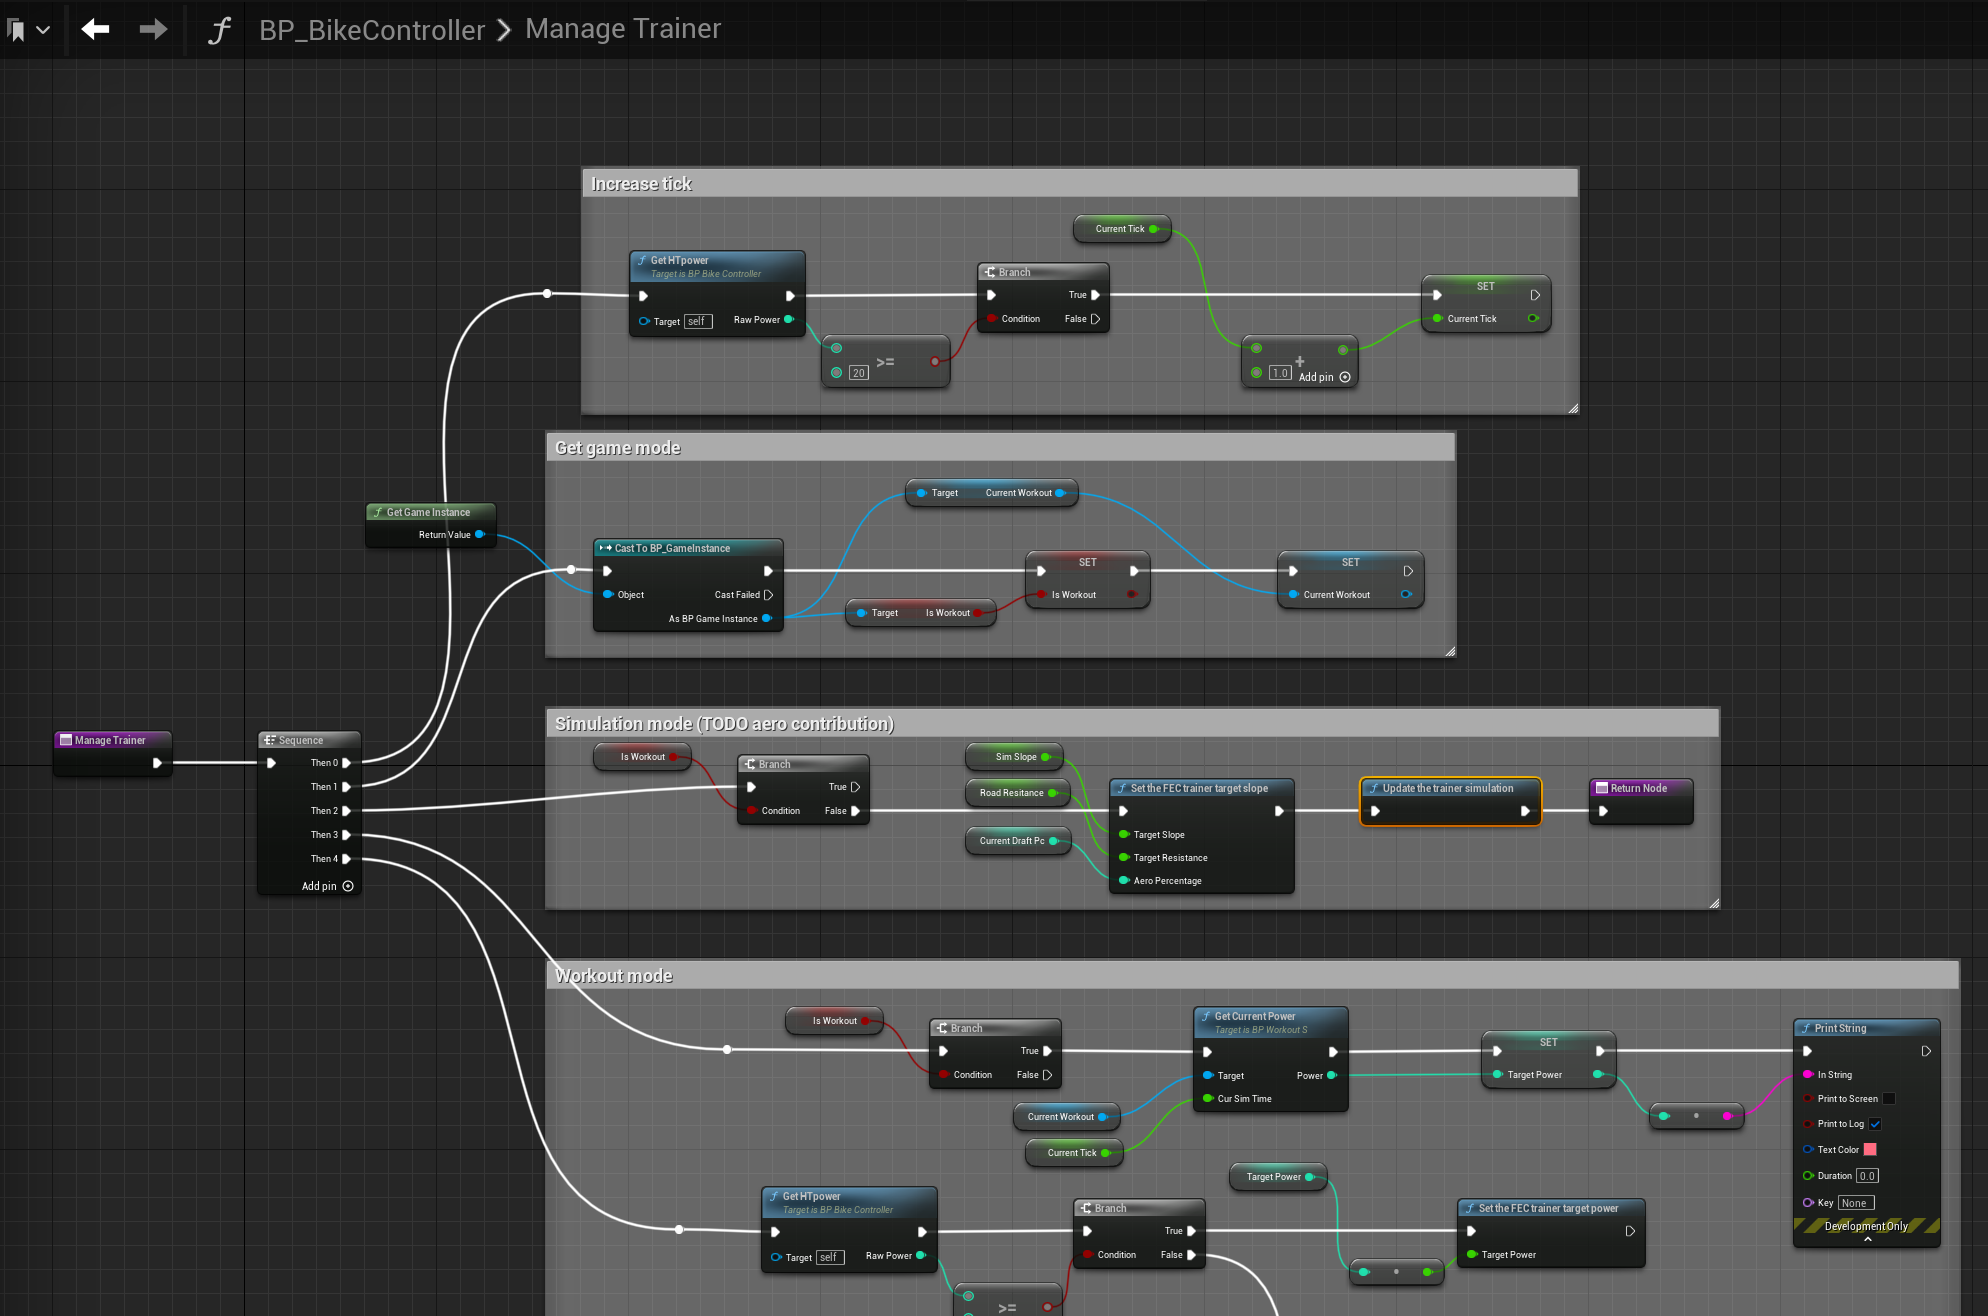 BP_BikeController > Manage Trainer
Increase tick
Current Tick
Get HTpower
Target is BP Bike Controller
Target self
Raw Power
20
>=
Branch
True
Condition
False
1.0
+
Add pin
SET
Current Tick
Get game mode
Get Game Instance
Return Value
Cast To BP_GameInstance
Object
Cast Failed
As BP Game Instance
Target Current Workout
Target Is Workout
SET
Is Workout
SET
Current Workout
Manage Trainer
Sequence
Then 0
Then 1
Then 2
Then 3
Then 4
Add pin
Simulation mode (TODO aero contribution)
Is Workout
Branch
True
Condition
False
Sim Slope
Road Resitance
Current Draft Pc
Set the FEC trainer target slope
Target Slope
Target Resistance
Aero Percentage
Update the trainer simulation
Return Node
Workout mode
Is Workout
Branch
True
Condition
False
Current Workout
Current Tick
Get Current Power
Target is BP Workout S
Target
Power
Cur Sim Time
SET
Target Power
Print String
In String
Print to Screen
Print to Log
Text Color
Duration 0.0
Key None
Development Only
Get HTpower
Target is BP Bike Controller
Target self
Raw Power
>=
Branch
True
Condition
False
Target Power
Set the FEC trainer target power
Target Power